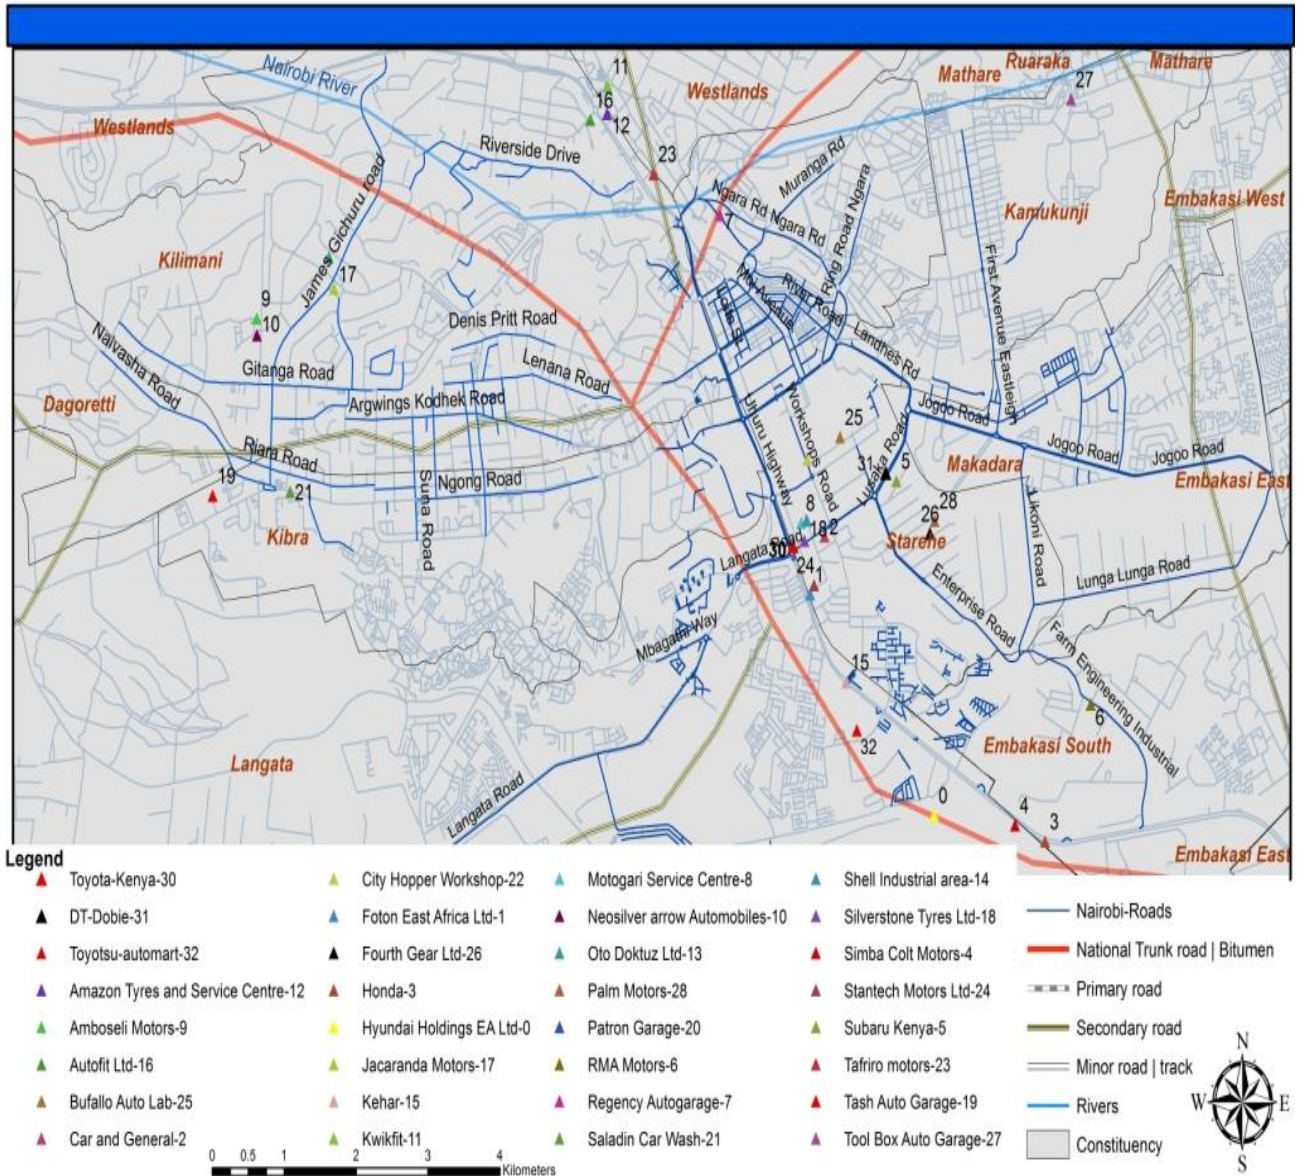 11
Nairobi River
Westlands
Ruaraka
Mathare
Mathare
27
16
12
Westlands
Riverside Drive
23
Muranga Rd
James Gichuru road
Ngara Rd Ngara Rd
Ring Road Ngara
Kamukunji
Embakasi West
Kilimani
17
First Avenue Eastleigh
9
10
Moi Avenue
River Road
Naivasha Road
Denis Pritt Road
Landhes Rd
Gitanga Road
Lenana Road
Argwings Kodhek Road
Dagoretti
Uhuru Highway
Workshops Road
25
Jogoo Road
Jogoo Road
Jogoo Road
Riara Road
Lusaka Road
31
5
Makadara
Embakasi East
19
21
Suna Road
Ngong Road
Likoni Road
8
28
26
Kibra
Langata Road
30
18
2
Starehe
24
1
Enterprise Road
Lunga Lunga Road
Mbagathi Way
15
Farm Engineering Industrial
6
32
Embakasi South
Langata
Langata Road
0
4
3
Embakasi East
Legend
Toyota-Kenya-30
City Hopper Workshop-22
Motogari Service Centre-8
Shell Industrial area-14
DT-Dobie-31
Foton East Africa Ltd-1
Neosilver arrow Automobiles-10
Silverstone Tyres Ltd-18
Nairobi-Roads
Toyotsu-automart-32
Fourth Gear Ltd-26
Oto Doktuz Ltd-13
Simba Colt Motors-4
National Trunk road | Bitumen
Amazon Tyres and Service Centre-12
Honda-3
Palm Motors-28
Stantech Motors Ltd-24
Primary road
Amboseli Motors-9
Hyundai Holdings EA Ltd-0
Patron Garage-20
Subaru Kenya-5
Secondary road
Autofit Ltd-16
Jacaranda Motors-17
RMA Motors-6
Tafriro motors-23
Minor road | track
Bufallo Auto Lab-25
Kehar-15
Regency Autogarage-7
Tash Auto Garage-19
Rivers
Car and General-2
Kwikfit-11
Saladin Car Wash-21
Tool Box Auto Garage-27
Constituency
N
W E
S
0 0.5 1 2 3 4
Kilometers